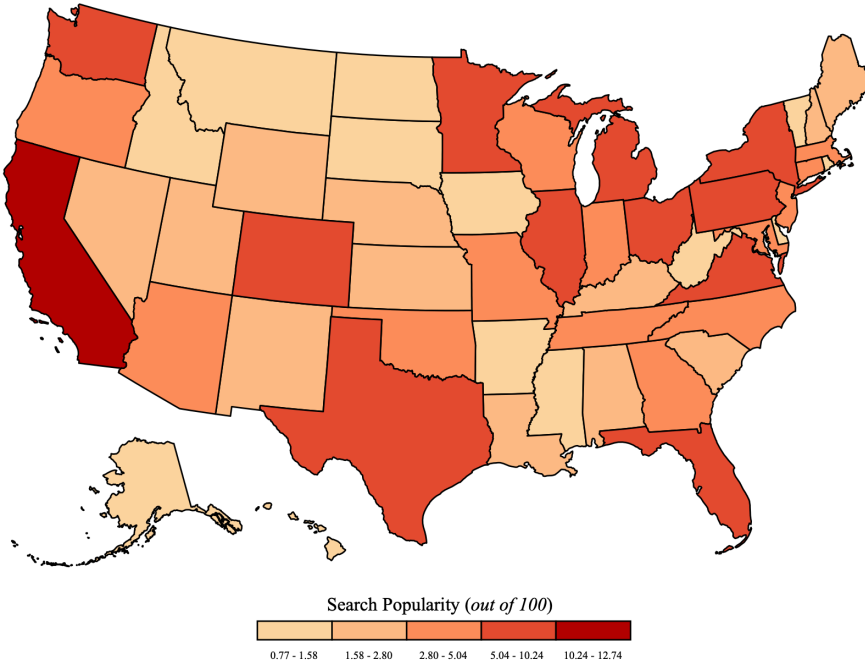 Search Popularity (out of 100)
0.77 - 1.58 1.58 - 2.80 2.80 - 5.04 5.04 - 10.24 10.24 - 12.74